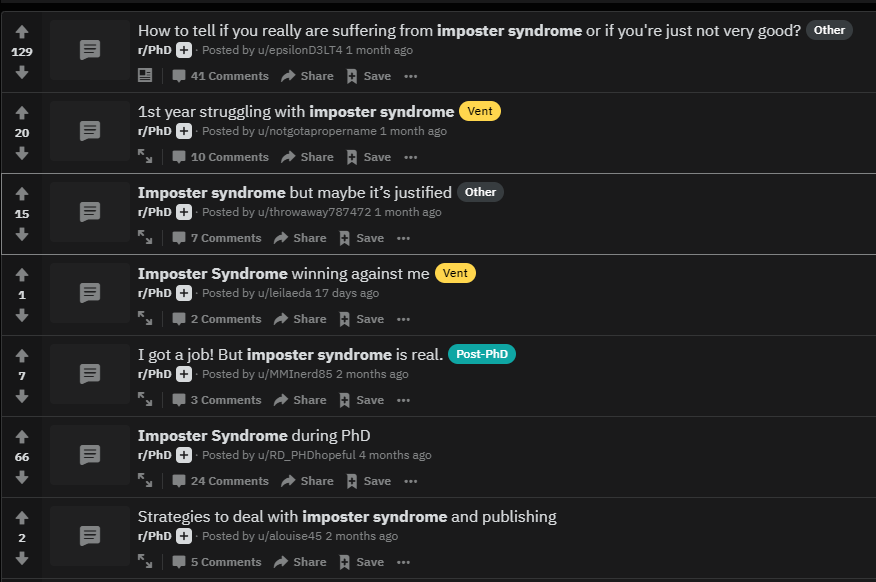 How to tell if you really are suffering from imposter syndrome or if you're just not very good? Other
129
r/PhD + · Posted by u/epsilonD3LT4 1 month ago
41 Comments Share Save ...
1st year struggling with imposter syndrome Vent
20
r/PhD + · Posted by u/notgotapropername 1 month ago
10 Comments Share Save ...
Imposter syndrome but maybe it’s justified Other
15
r/PhD + · Posted by u/throwaway787472 1 month ago
7 Comments Share Save ...
Imposter Syndrome winning against me Vent
1
r/PhD + · Posted by u/leilaeda 17 days ago
2 Comments Share Save ...
I got a job! But imposter syndrome is real. Post-PhD
7
r/PhD + · Posted by u/MMInerd85 2 months ago
3 Comments Share Save ...
Imposter Syndrome during PhD
66
r/PhD + · Posted by u/RD_PHDhopeful 4 months ago
24 Comments Share Save ...
Strategies to deal with imposter syndrome and publishing
2
r/PhD + · Posted by u/alouise45 2 months ago
5 Comments Share Save ...